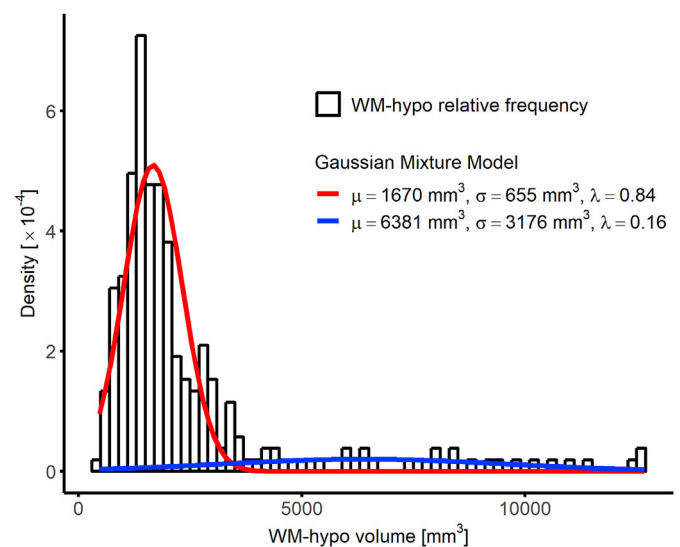 WM-hypo relative frequency
Gaussian Mixture Model
μ = 1670 mm³, σ = 655 mm³, λ = 0.84
μ = 6381 mm³, σ = 3176 mm³, λ = 0.16
Density [ × 10⁻⁴]
6
4
2
0
0 5000 10000
WM-hypo volume [mm³]